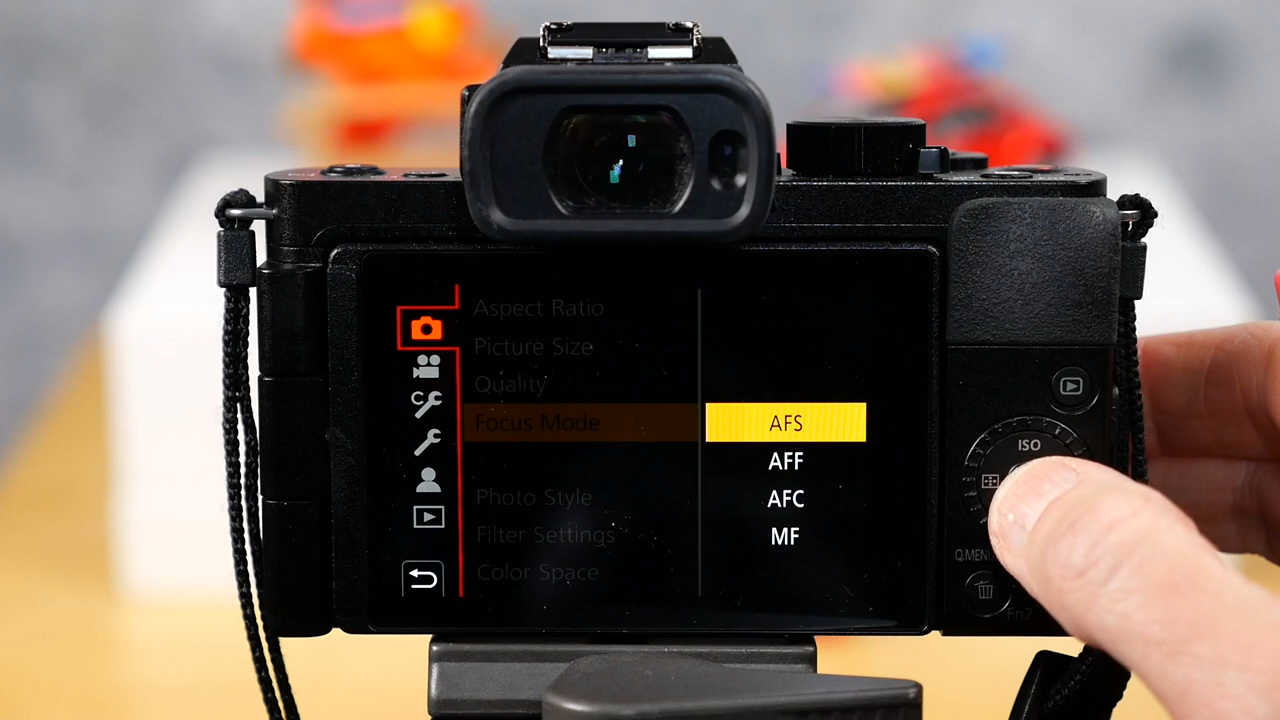 Aspect Ratio
Picture Size
Quality
Focus Mode
AFS
AFF
AFC
MF
Photo Style
Filter Settings
Color Space
ISO
Q.MEN
Fn2